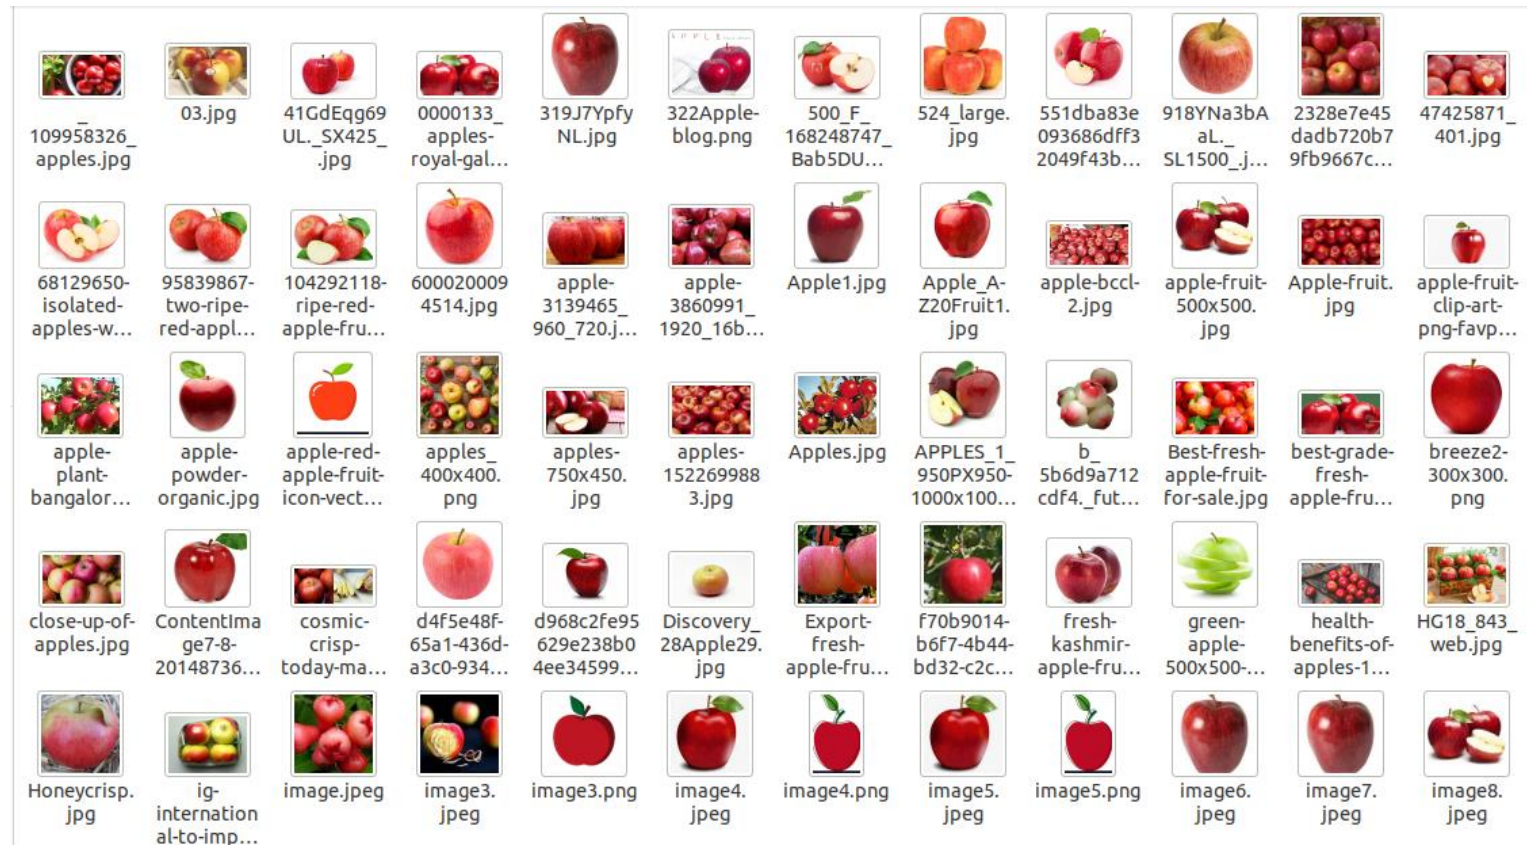 _
109958326_
apples.jpg
03.jpg
41GdEqg69
UL._SX425_
.jpg
0000133_
apples-
royal-gal...
319J7Ypfy
NL.jpg
322Apple-
blog.png
500_F_
168248747_
Bab5DU...
524_large.
jpg
551dba83e
093686dff3
2049f43b...
918YNa3bA
aL._
SL1500_.j...
2328e7e45
dadb720b7
9fb9667c...
47425871_
401.jpg
68129650-
isolated-
apples-w...
95839867-
two-ripe-
red-appl...
104292118-
ripe-red-
apple-fru...
600020009
4514.jpg
apple-
3139465_
960_720.j...
apple-
3860991_
1920_16b...
Apple1.jpg
Apple_A-
Z20Fruit1.
jpg
apple-bccl-
2.jpg
apple-fruit-
500x500.
jpg
Apple-fruit.
jpg
apple-fruit-
clip-art-
png-favp...
apple-
plant-
bangalor...
apple-
powder-
organic.jpg
apple-red-
apple-fruit-
icon-vect...
apples_
400x400.
png
apples-
750x450.
jpg
apples-
152269988
3.jpg
Apples.jpg
APPLES_1_
950PX950-
1000x100...
b_
5b6d9a712
cdf4._fut...
Best-fresh-
apple-fruit-
for-sale.jpg
best-grade-
fresh-
apple-fru...
breeze2-
300x300.
png
close-up-of-
apples.jpg
ContentIma
ge7-8-
20148736...
cosmic-
crisp-
today-ma...
d4f5e48f-
65a1-436d-
a3c0-934...
d968c2fe95
629e238b0
4ee34599...
Discovery_
28Apple29.
jpg
Export-
fresh-
apple-fru...
f70b9014-
b6f7-4b44-
bd32-c2c...
fresh-
kashmir-
apple-fru...
green-
apple-
500x500-...
health-
benefits-of-
apples-1...
HG18_843_
web.jpg
Honeycrisp.
jpg
ig-
internation
al-to-imp...
image.jpeg
image3.
jpeg
image3.png
image4.
jpeg
image4.png
image5.
jpeg
image5.png
image6.
jpeg
image7.
jpeg
image8.
jpeg